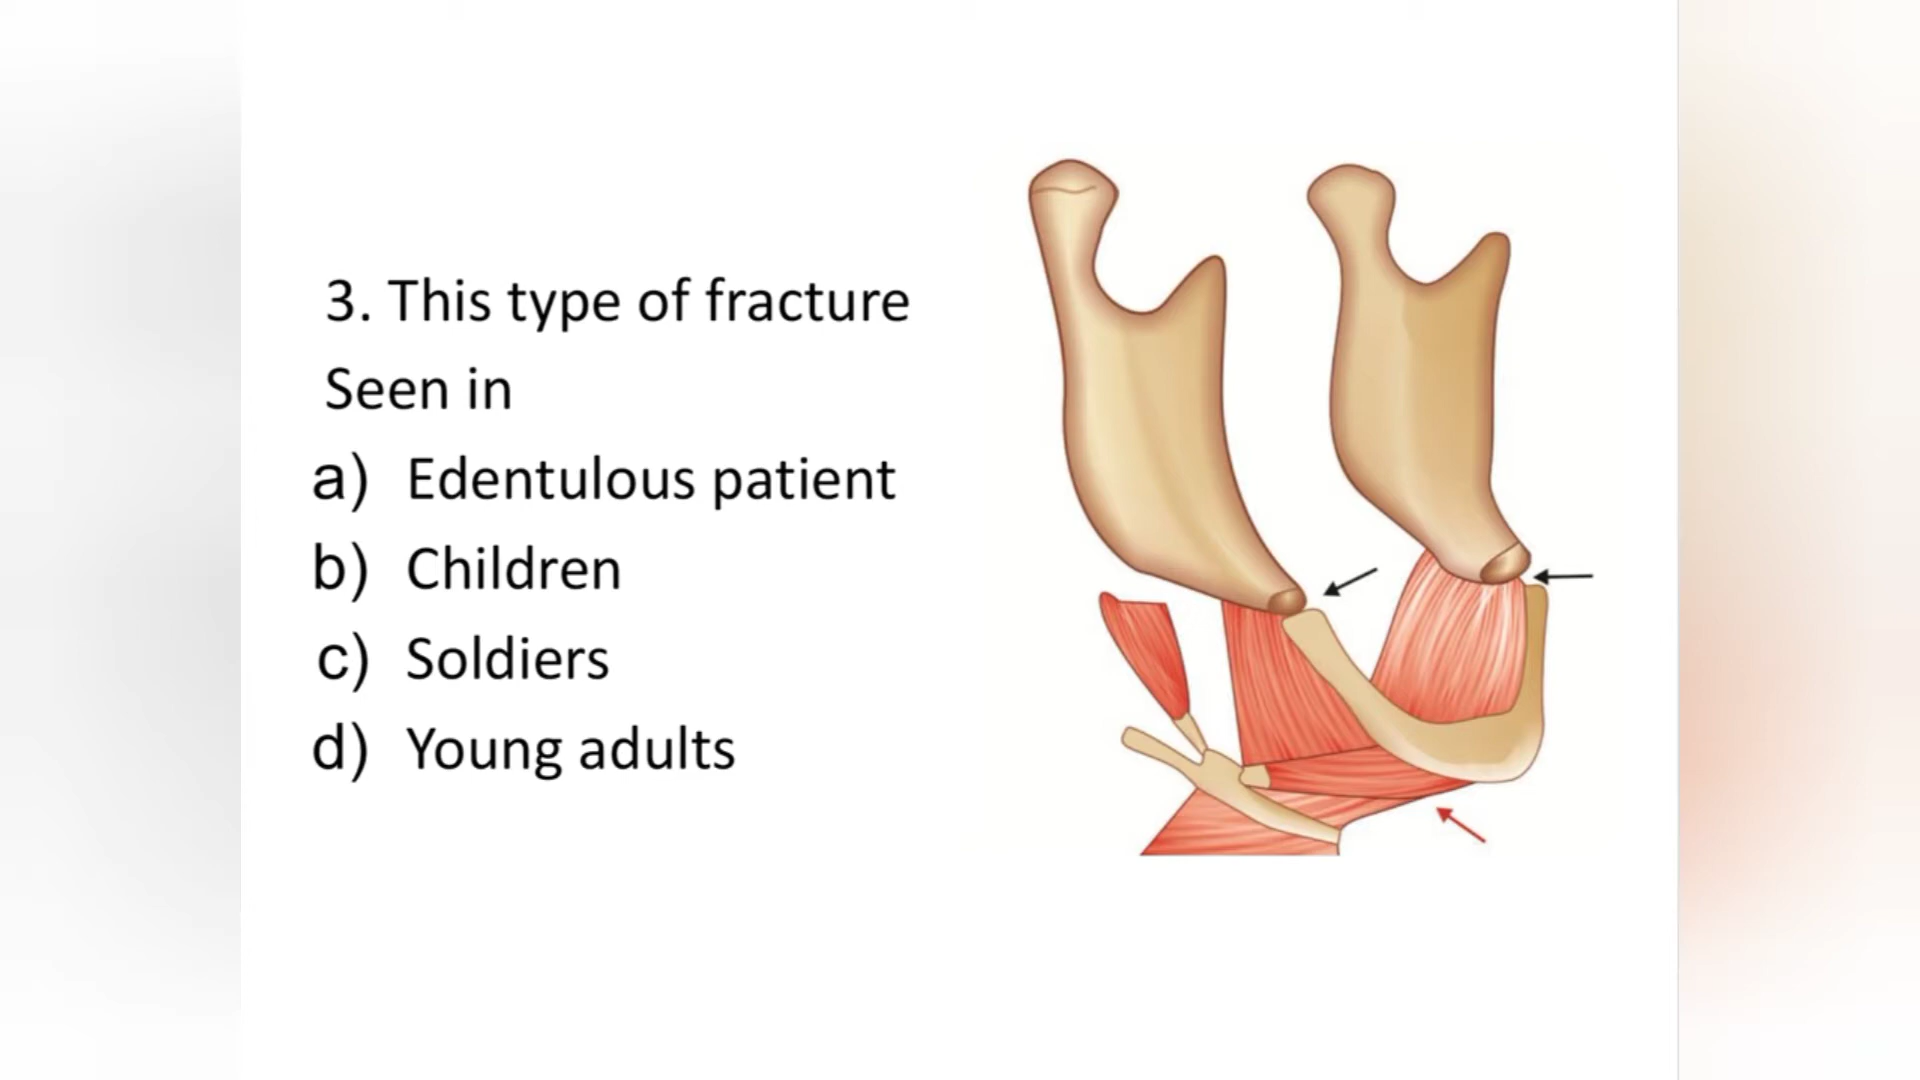 3. This type of fracture
Seen in
a) Edentulous patient
b) Children
c) Soldiers
d) Young adults